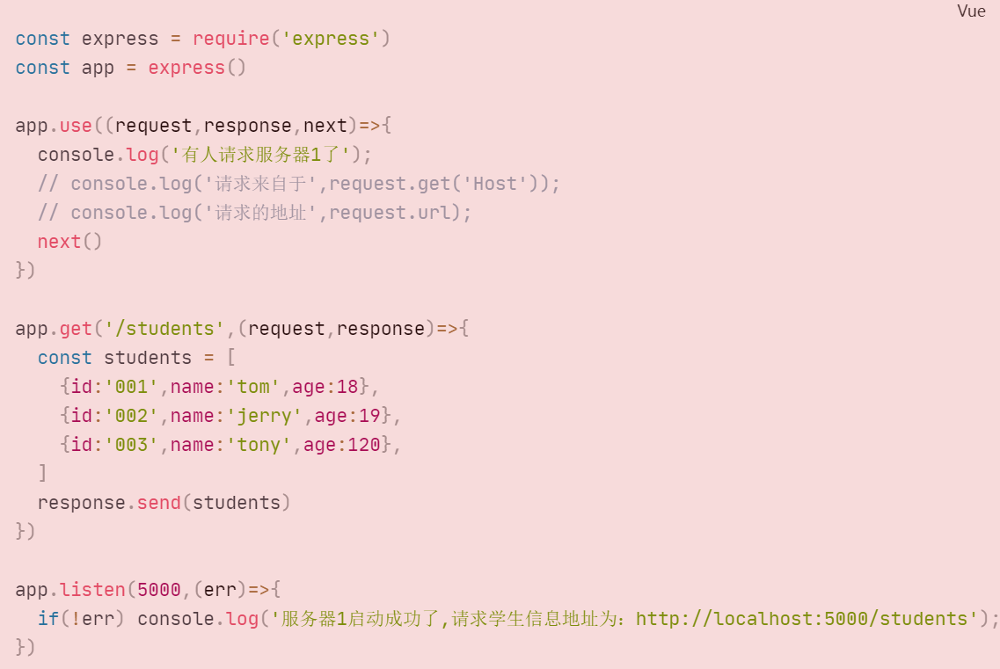 Vue
const express = require('express')
const app = express()

app.use((request,response,next)=>{
  console.log('有人请求服务器1了');
  // console.log('请求来自于',request.get('Host'));
  // console.log('请求的地址',request.url);
  next()
})

app.get('/students',(request,response)=>{
  const students = [
    {id:'001',name:'tom',age:18},
    {id:'002',name:'jerry',age:19},
    {id:'003',name:'tony',age:120},
  ]
  response.send(students)
})

app.listen(5000,(err)=>{
  if(!err) console.log('服务器1启动成功了,请求学生信息地址为：http://localhost:5000/students');
})